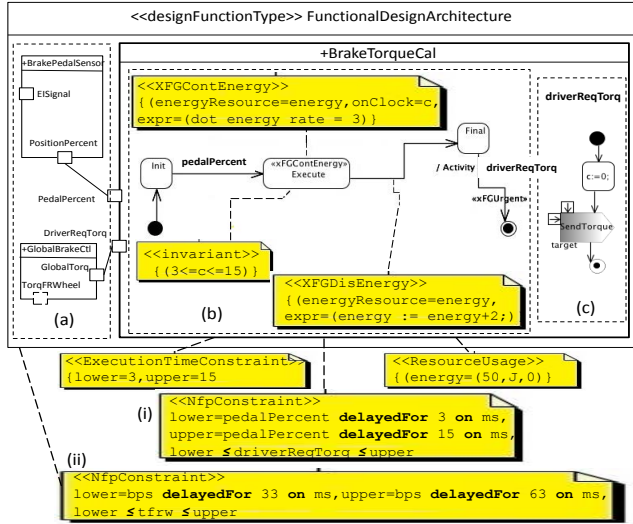 <<designFunctionType>> FunctionalDesignArchitecture
+BrakeTorqueCal
+BrakePedalSensor
EISignal
PositionPercent
PedalPercent
DriverReqTorq
+GlobalBrakeCtl
GlobalTorq
TorqFRWheel
(a)
<<XFGContEnergy>>
{(energyResource=energy,onClock=c,
expr=(dot energy rate = 3)}
Init
pedalPercent
«xFGContEnergy»
Execute
Final
/ Activity
driverReqTorq
«xFGUrgent»
<<invariant>>
{(3<=c<=15)}
(b)
<<XFGDisEnergy>>
{(energyResource=energy,
expr=(energy := energy+2;)
driverReqTorq
c:=0;
SendTorque
target
(c)
<<ExecutionTimeConstraint>>
{lower=3,upper=15
<<ResourceUsage>>
{(energy=(50,J,0)}
(i)
<<NfpConstraint>>
lower=pedalPercent delayedFor 3 on ms,
upper=pedalPercent delayedFor 15 on ms,
lower ≤driverReqTorq ≤upper
(ii)
<<NfpConstraint>>
lower=bps delayedFor 33 on ms,upper=bps delayedFor 63 on ms,
lower ≤tfrw ≤upper